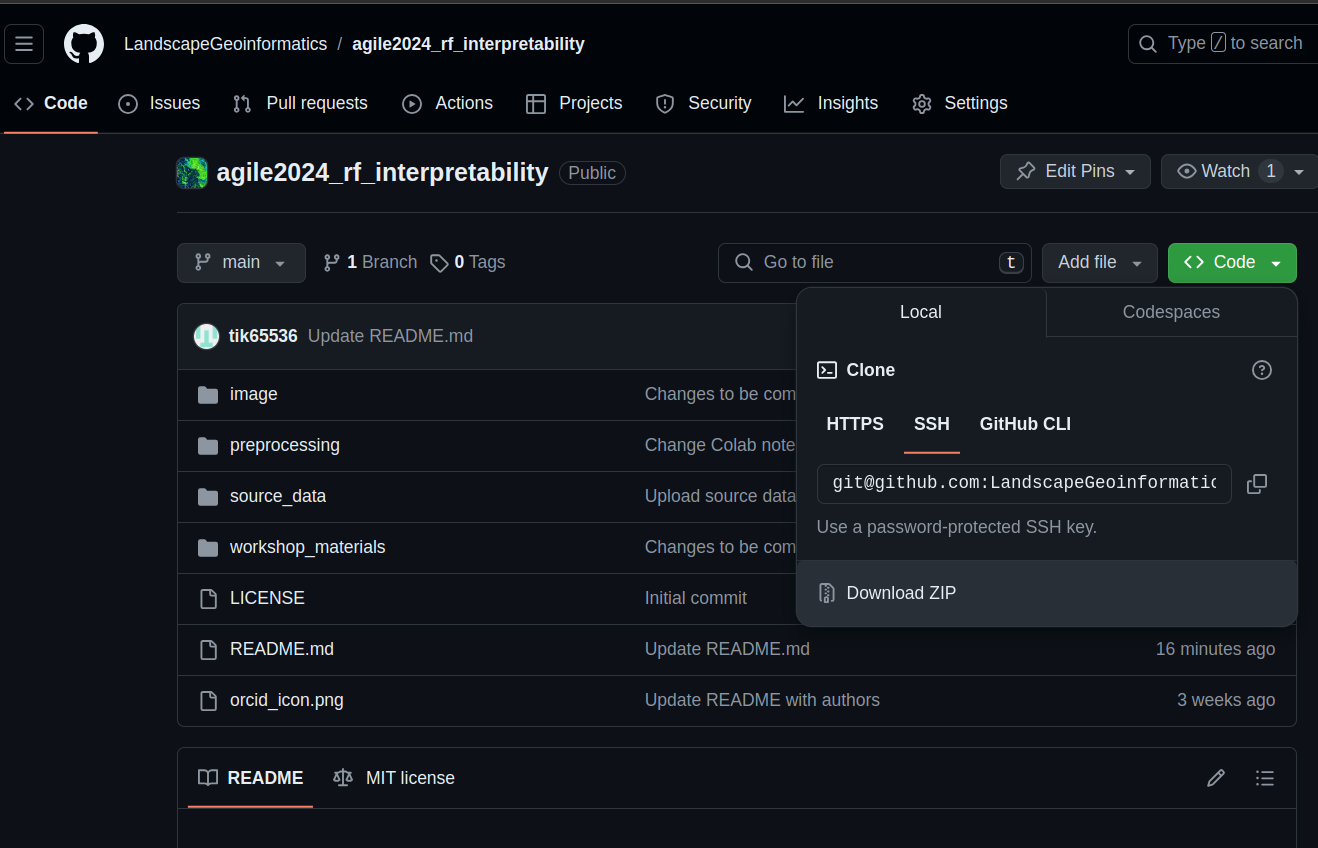 LandscapeGeoinformatics / agile2024_rf_interpretability
Type / to search
Code Issues Pull requests Actions Projects Security Insights Settings
agile2024_rf_interpretability Public
Edit Pins Watch 1
main 1 Branch 0 Tags
Go to file t
Add file Code
Local Codespaces
Clone
HTTPS SSH GitHub CLI
git@github.com:LandscapeGeoinformatic
Use a password-protected SSH key.
Download ZIP
tik65536 Update README.md
image Changes to be com
preprocessing Change Colab note
source_data Upload source data
workshop_materials Changes to be com
LICENSE Initial commit
README.md Update README.md 16 minutes ago
orcid_icon.png Update README with authors 3 weeks ago
README MIT license